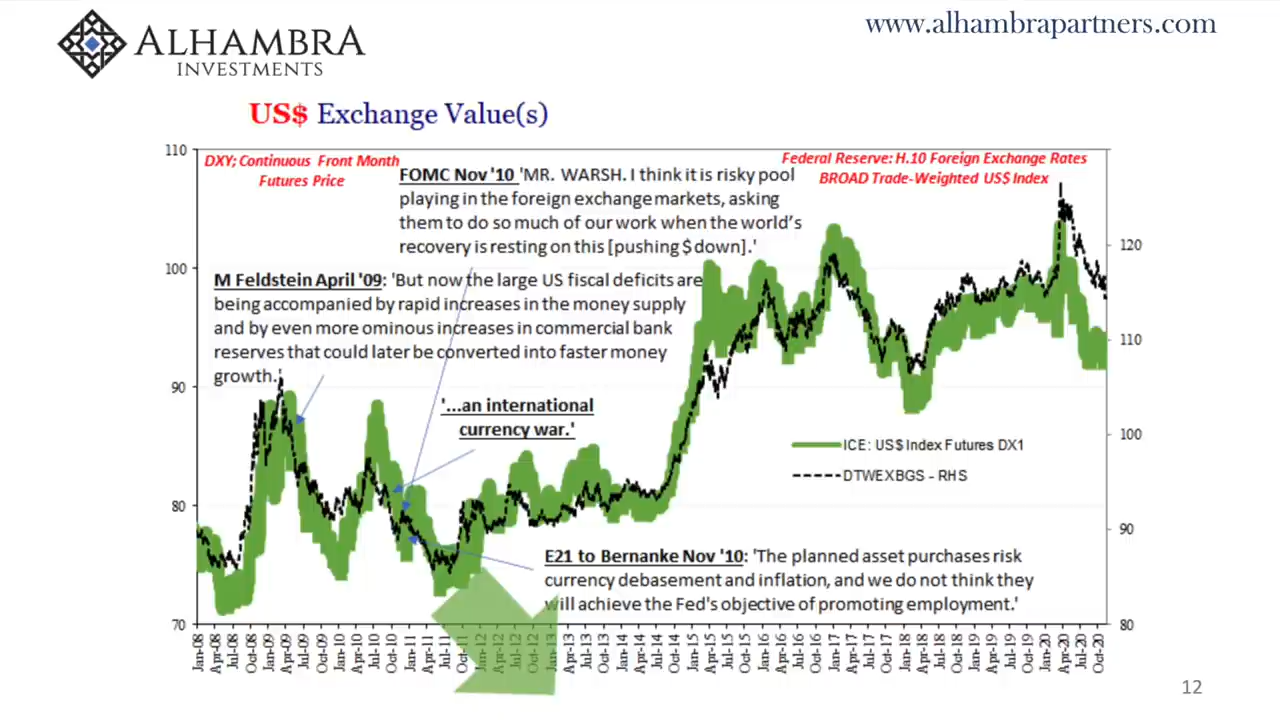 ALHAMBRA
INVESTMENTS
www.alhambrapartners.com
US$ Exchange Value(s)
DXY; Continuous Front Month
Futures Price
Federal Reserve: H.10 Foreign Exchange Rates
BROAD Trade-Weighted US$ Index
FOMC Nov '10 'MR. WARSH. I think it is risky pool
playing in the foreign exchange markets, asking
them to do so much of our work when the world's
recovery is resting on this [pushing $ down].'
M Feldstein April '09: 'But now the large US fiscal deficits are
being accompanied by rapid increases in the money supply
and by even more ominous increases in commercial bank
reserves that could later be converted into faster money
growth.'
'...an international
currency war.'
ICE: US$ Index Futures DX1
DTWEXBGS - RHS
E21 to Bernanke Nov '10: 'The planned asset purchases risk
currency debasement and inflation, and we do not think they
will achieve the Fed's objective of promoting employment.'
110
100
90
80
70
120
110
100
90
80
Jan-08
Apr-08
Jul-08
Oct-08
Jan-09
Apr-09
Jul-09
Oct-09
Jan-10
Apr-10
Jul-10
Oct-10
Jan-11
Apr-11
Jul-11
Oct-11
Jan-12
Apr-12
Jul-12
Oct-12
Jan-13
Apr-13
Jul-13
Oct-13
Jan-14
Apr-14
Jul-14
Oct-14
Jan-15
Apr-15
Jul-15
Oct-15
Jan-16
Apr-16
Jul-16
Oct-16
Jan-17
Apr-17
Jul-17
Oct-17
Jan-18
Apr-18
Jul-18
Oct-18
Jan-19
Apr-19
Jul-19
Oct-19
Jan-20
Apr-20
Jul-20
Oct-20
12